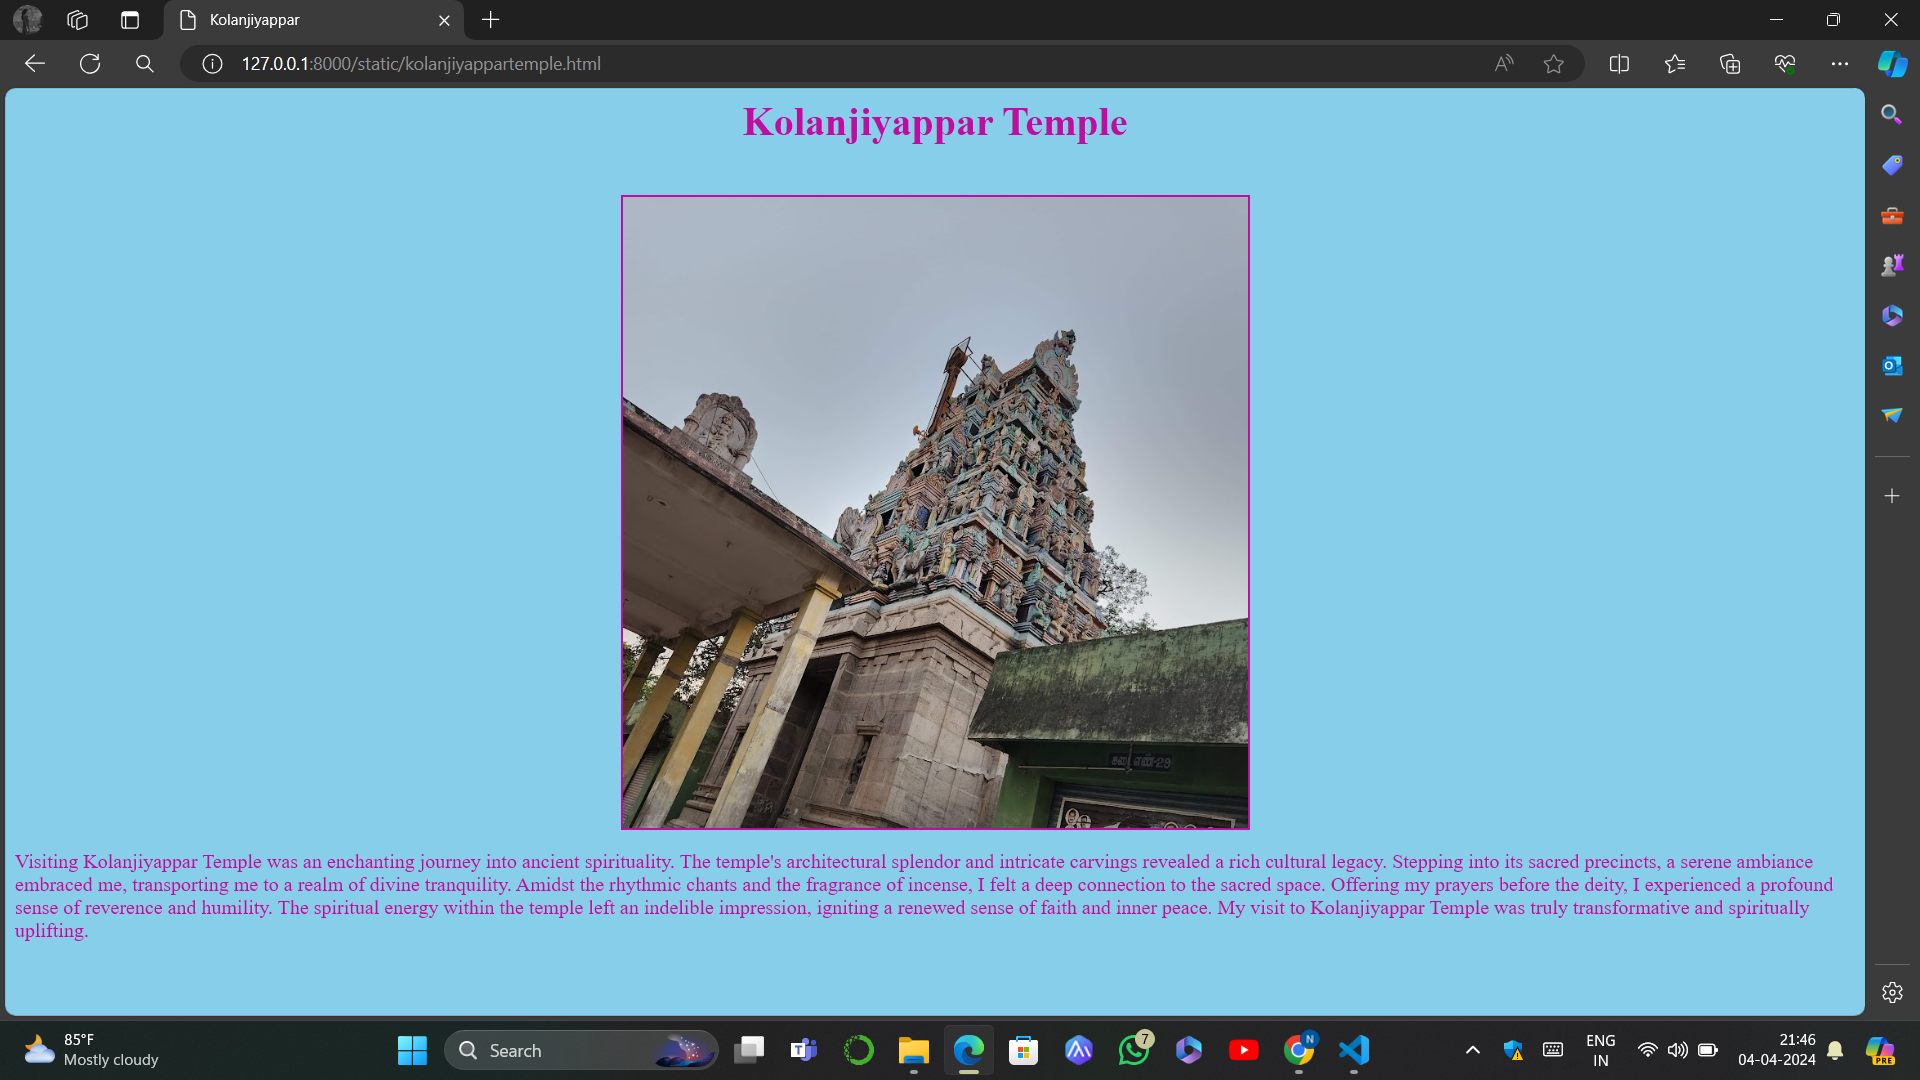 Kolanjiyappar
127.0.0.1:8000/static/kolanjiyappartemple.html
Kolanjiyappar Temple
கடை எண்-29
Visiting Kolanjiyappar Temple was an enchanting journey into ancient spirituality. The temple's architectural splendor and intricate carvings revealed a rich cultural legacy. Stepping into its sacred precincts, a serene ambiance
embraced me, transporting me to a realm of divine tranquility. Amidst the rhythmic chants and the fragrance of incense, I felt a deep connection to the sacred space. Offering my prayers before the deity, I experienced a profound
sense of reverence and humility. The spiritual energy within the temple left an indelible impression, igniting a renewed sense of faith and inner peace. My visit to Kolanjiyappar Temple was truly transformative and spiritually
uplifting.
85°F
Mostly cloudy
Search
7
N
ENG
IN
21:46
04-04-2024
PRE